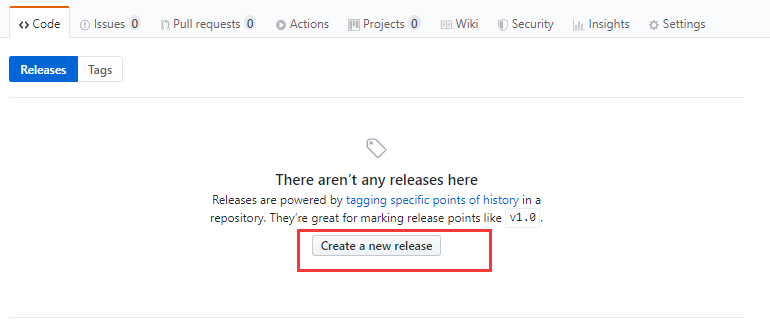 Code Issues 0 Pull requests 0 Actions Projects 0 Wiki Security Insights Settings
Releases Tags
There aren't any releases here
Releases are powered by tagging specific points of history in a
repository. They're great for marking release points like v1.0.
Create a new release